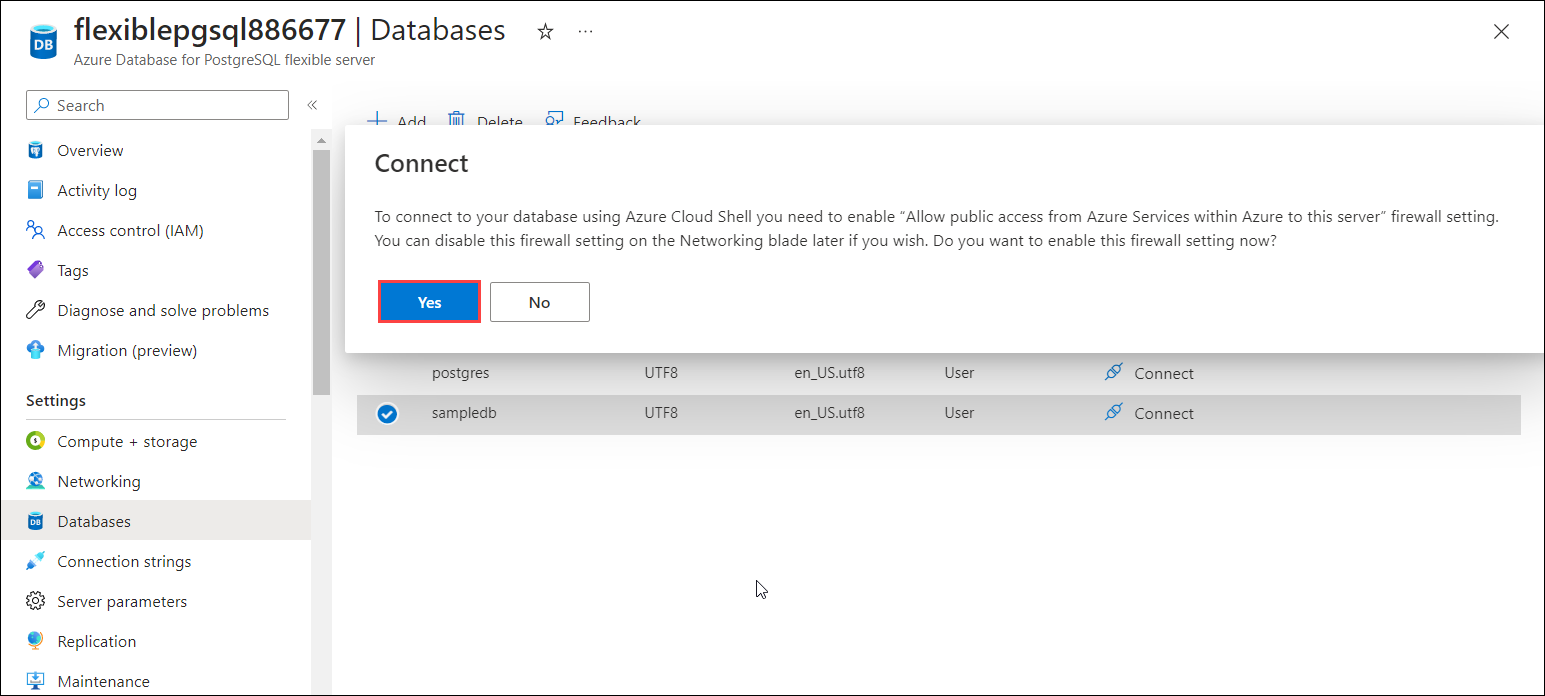 flexiblepgsql886677 | Databases ☆ ···
DB
Azure Database for PostgreSQL flexible server
Search «
Add Delete Feedback
Overview
Activity log
Access control (IAM)
Tags
Diagnose and solve problems
Migration (preview)
Settings
Compute + storage
Networking
DB Databases
Connection strings
Server parameters
Replication
Maintenance
Connect
To connect to your database using Azure Cloud Shell you need to enable “Allow public access from Azure Services within Azure to this server” firewall setting.
You can disable this firewall setting on the Networking blade later if you wish. Do you want to enable this firewall setting now?
Yes No
postgres UTF8 en_US.utf8 User Connect
sampledb UTF8 en_US.utf8 User Connect